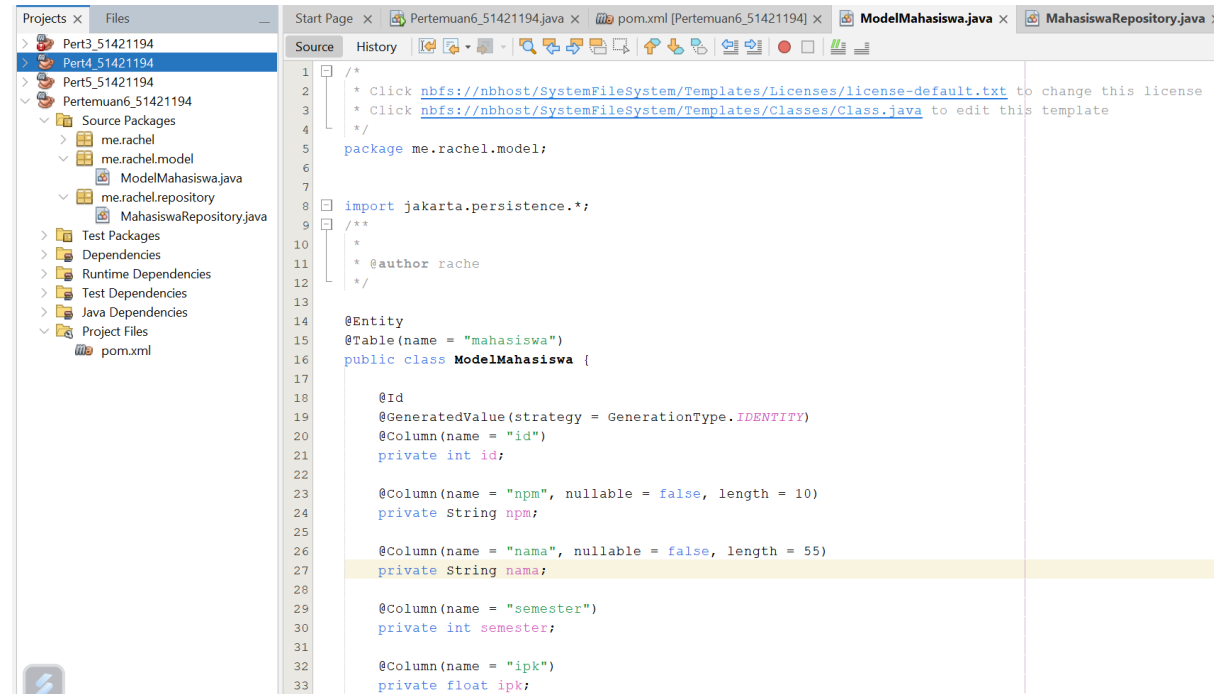 Projects
Files
Pert3_51421194
Pert4_51421194
Pert5_51421194
Pertemuan6_51421194
Source Packages
me.rachel
me.rachel.model
ModelMahasiswa.java
me.rachel.repository
MahasiswaRepository.java
Test Packages
Dependencies
Runtime Dependencies
Test Dependencies
Java Dependencies
Project Files
pom.xml
Start Page
Pertemuan6_51421194.java
pom.xml [Pertemuan6_51421194]
ModelMahasiswa.java
MahasiswaRepository.java
Source
History
1 /*
2 * Click nbfs://nbhost/SystemFileSystem/Templates/Licenses/license-default.txt to change this license
3 * Click nbfs://nbhost/SystemFileSystem/Templates/Classes/Class.java to edit this template
4 */
5 package me.rachel.model;
6
7
8 import jakarta.persistence.*;
9 /**
10 *
11 * @author rache
12 */
13
14 @Entity
15 @Table(name = "mahasiswa")
16 public class ModelMahasiswa {
17
18 @Id
19 @GeneratedValue(strategy = GenerationType.IDENTITY)
20 @Column(name = "id")
21 private int id;
22
23 @Column(name = "npm", nullable = false, length = 10)
24 private String npm;
25
26 @Column(name = "nama", nullable = false, length = 55)
27 private String nama;
28
29 @Column(name = "semester")
30 private int semester;
31
32 @Column(name = "ipk")
33 private float ipk;